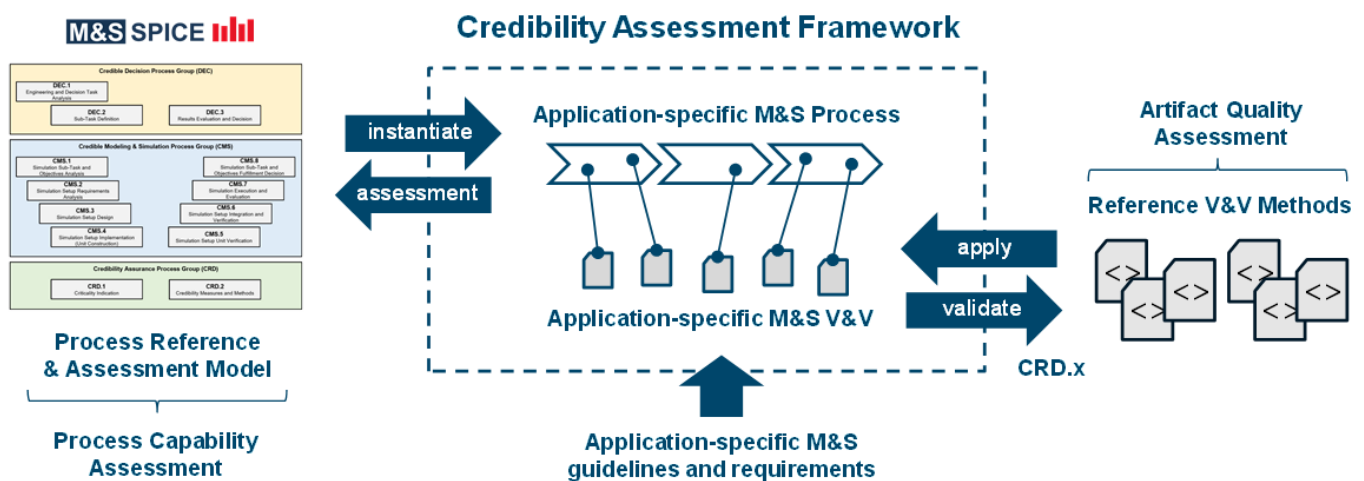 M&S SPICE
Credibility Assessment Framework
Credible Decision Process Group (DEC)
DEC.1
Engineering and Decision Task
Analysis
DEC.2
Sub-Task Definition
DEC.3
Results Evaluation and Decision
Credible Modeling & Simulation Process Group (CMS)
CMS.1
Simulation Sub-Task and
Objectives Analysis
CMS.8
Simulation Sub-Task and
Objectives Fulfillment Decision
CMS.2
Simulation Setup Requirements
Analysis
CMS.7
Simulation Execution and
Evaluation
CMS.3
Simulation Setup Design
CMS.6
Simulation Setup Integration and
Verification
CMS.4
Simulation Setup Implementation
(Unit Construction)
CMS.5
Simulation Setup Unit Verification
Credibility Assurance Process Group (CRD)
CRD.1
Criticality Indication
CRD.2
Credibility Measures and Methods
Process Reference
& Assessment Model
Process Capability
Assessment
instantiate
assessment
Application-specific M&S Process
Application-specific M&S V&V
Application-specific M&S
guidelines and requirements
apply
validate
CRD.x
Artifact Quality
Assessment
Reference V&V Methods
<>
<>
<>
<>
<>
<>